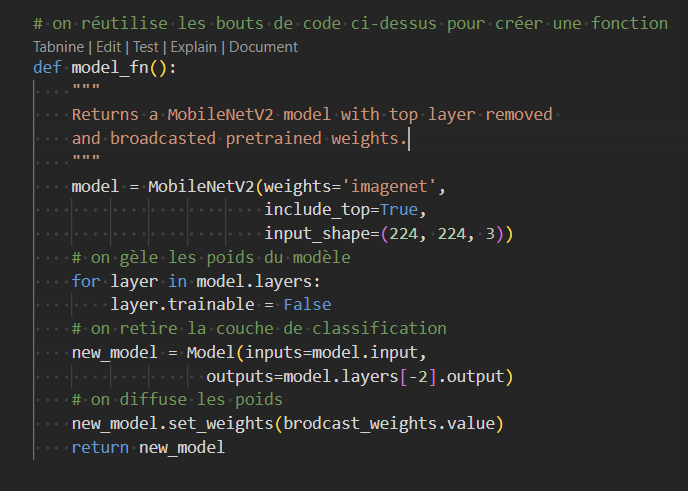 # on réutilise les bouts de code ci-dessus pour créer une fonction
Tabnine | Edit | Test | Explain | Document
def model_fn():
    """
    Returns a MobileNetV2 model with top layer removed
    and broadcasted pretrained weights.
    """
    model = MobileNetV2(weights='imagenet',
                        include_top=True,
                        input_shape=(224, 224, 3))
    # on gèle les poids du modèle
    for layer in model.layers:
        layer.trainable = False
    # on retire la couche de classification
    new_model = Model(inputs=model.input,
                  outputs=model.layers[-2].output)
    # on diffuse les poids
    new_model.set_weights(brodcast_weights.value)
    return new_model